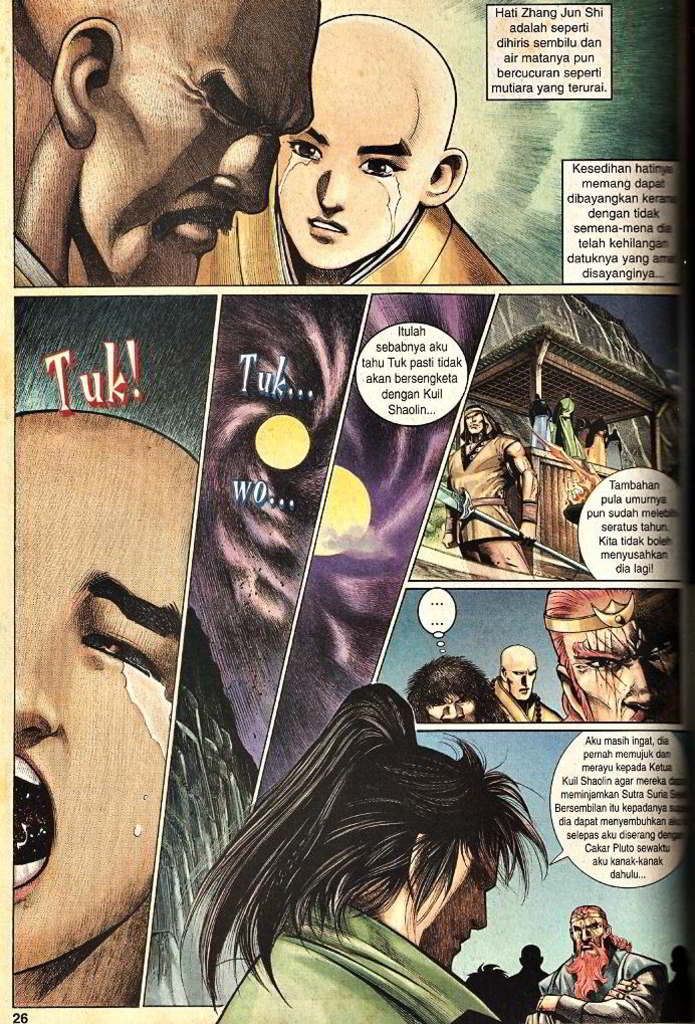 Hati Zhang Jun Shi
adalah seperti
dihiris sembilu dan
air matanya pun
bercucuran seperti
mutiara yang terurai.
Kesedihan hatinya
memang dapat
dibayangkan kerana
dengan tidak
semena-mena dia
telah kehilangan
datuknya yang amat
disayanginya...
Tuk!
Tuk...
wo...
Itulah
sebabnya aku
tahu Tuk pasti tidak
akan bersengketa
dengan Kuil
Shaolin...
Tambahan
pula umurnya
pun sudah melebihi
seratus tahun.
Kita tidak boleh
menyusahkan
dia lagi!
...
...
Aku masih ingat, dia
pernah memujuk dan
merayu kepada Ketua
Kuil Shaolin agar mereka dapat
meminjamkan Sutra Suria
Bersembilan itu kepadanya
dia dapat menyembuhkan aku
selepas aku diserang dengan
Cakar Pluto sewaktu
aku kanak-kanak
dahulu...
26